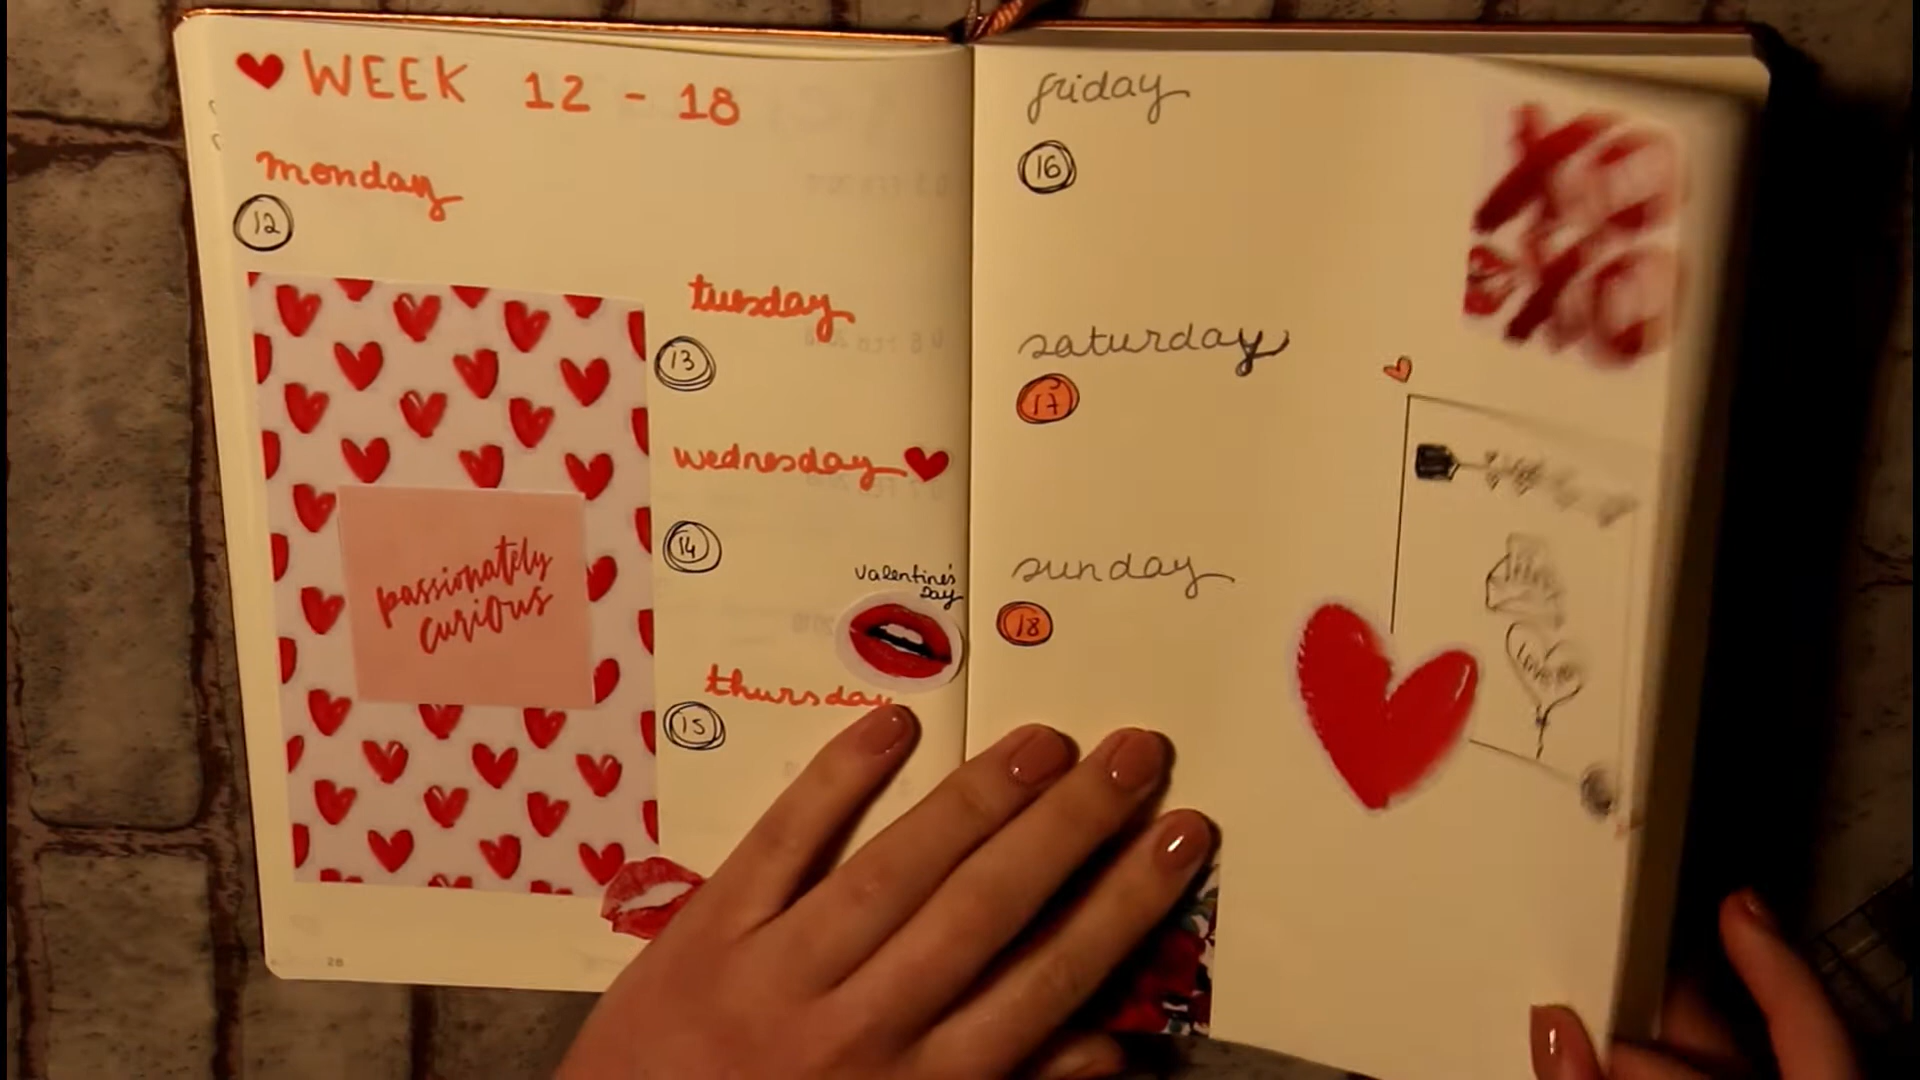 WEEK 12 - 18
monday
12
tuesday
13
wednesday
14
Valentine's
Day
thursday
15
passionately
curious
28
friday
16
saturday
17
sunday
18